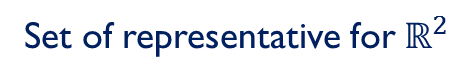 Set of representative for ℝ²